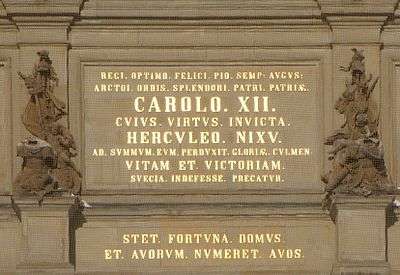 REGI. OPTIMO. FELICI. PIO. SEMP: AVGVS:
ARCTOI. ORBIS. SPLENDORI. PATRI. PATRIÆ.
CAROLO. XII.
CVIVS. VIRTVS. INVICTA.
HERCVLEO. NIXV.
AD. SVMMVM. EVM. PERDVXIT. GLORIÆ. CVLMEN.
VITAM ET. VICTORIAM.
SVECIA. INDEFESSE. PRECATVR.
STET. FORTVNA. DOMVS.
ET. AVORVM. NVMERET. AVOS.